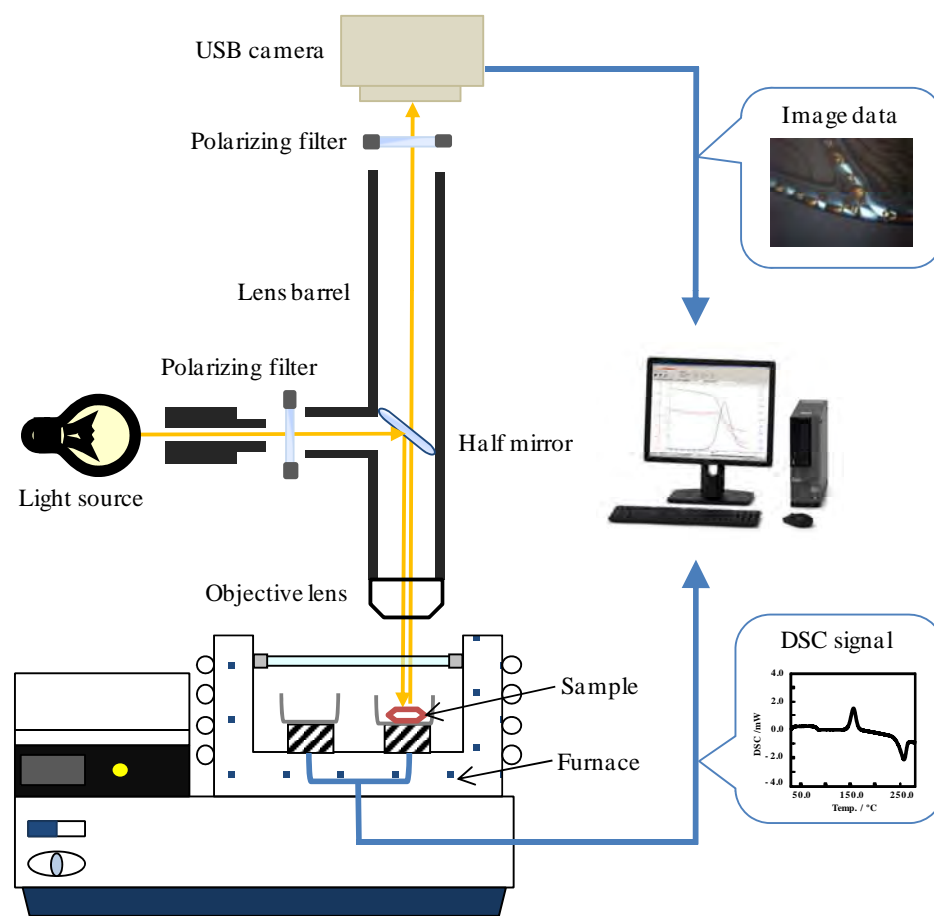 USB camera
Image data
Polarizing filter
Lens barrel
Polarizing filter
Half mirror
Light source
Objective lens
DSC signal
Sample
4.0
2.0
DSC /mW
0.0
- 2.0
Furnace
- 4.0
50.0 150.0 250.0
Temp. / °C